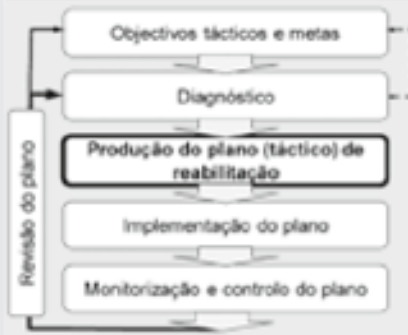 Objectivos tácticos e metas
Diagnóstico
Produção do plano (táctico) de
reabilitação
Implementação do plano
Monitorização e controlo do plano
Revisão do plano